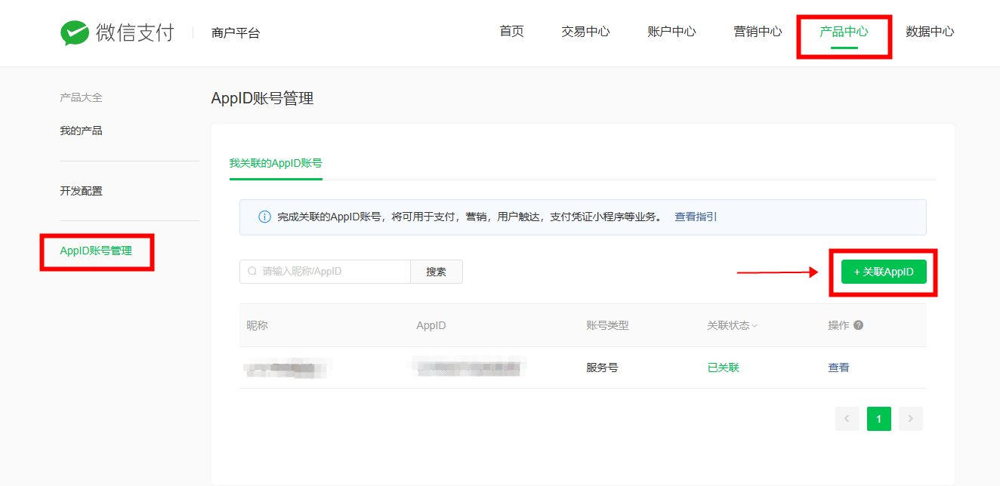 微信支付 商户平台 首页 交易中心 账户中心 营销中心 产品中心 数据中心
产品大全
我的产品
开发配置
AppID账号管理
AppID账号管理
我关联的AppID账号
完成关联的AppID账号，将可用于支付，营销，用户触达，支付凭证小程序等业务。 查看指引
请输入昵称/AppID 搜索 + 关联AppID
昵称 AppID 账号类型 关联状态 操作 ?
服务号 已关联 查看
< 1 >